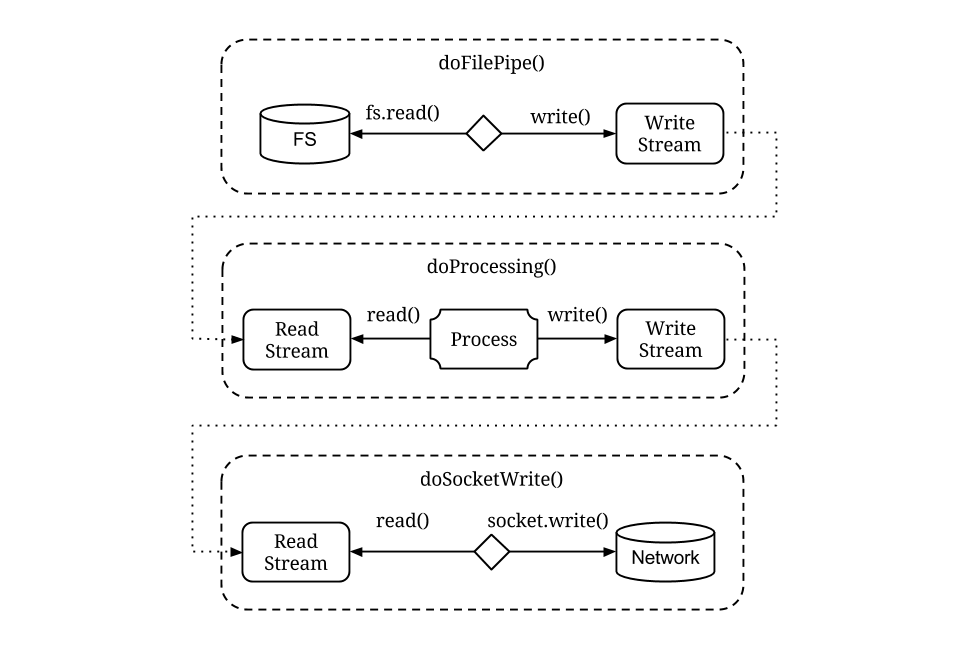 doFilePipe()
fs.read()
write()
FS
Write
Stream
doProcessing()
read()
write()
Read
Stream
Process
Write
Stream
doSocketWrite()
read()
socket.write()
Read
Stream
Network